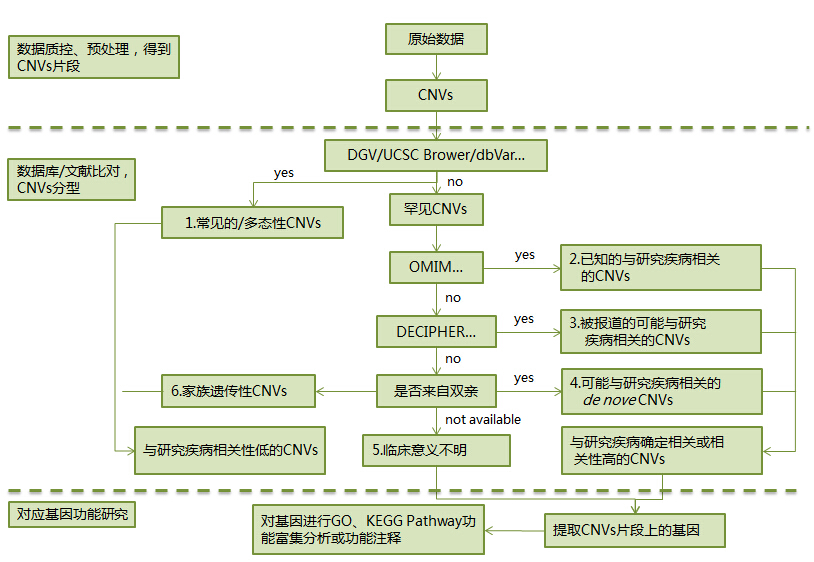 数据质控、预处理，得到
CNVs片段
原始数据
CNVs
数据库/文献比对，
CNVs分型
DGV/UCSC Brower/dbVar...
yes
no
1.常见的/多态性CNVs
罕见CNVs
OMIM...
yes
2.已知的与研究疾病相关
的CNVs
no
DECIPHER...
yes
3.被报道的可能与研究
疾病相关的CNVs
no
6.家族遗传性CNVs
是否来自双亲
yes
4.可能与研究疾病相关的
de nove CNVs
not available
与研究疾病相关性低的CNVs
5.临床意义不明
与研究疾病确定相关或相
关性高的CNVs
对应基因功能研究
对基因进行GO、KEGG Pathway功
能富集分析或功能注释
提取CNVs片段上的基因